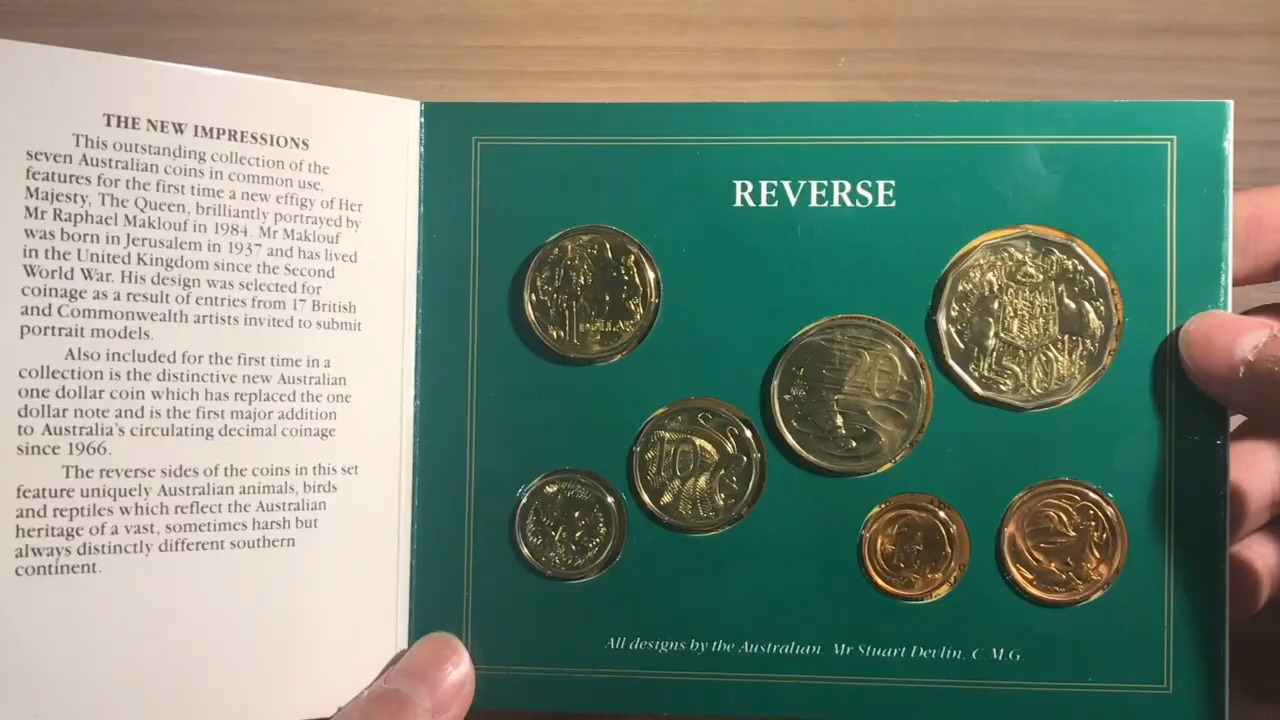 THE NEW IMPRESSIONS
This outstanding collection of the
seven Australian coins in common use,
features for the first time a new effigy of Her
Majesty, The Queen, brilliantly portrayed by
Mr Raphael Maklouf in 1984. Mr Maklouf
was born in Jerusalem in 1937 and has lived
in the United Kingdom since the Second
World War. His design was selected for
coinage as a result of entries from 17 British
and Commonwealth artists invited to submit
portrait models.
Also included for the first time in a
collection is the distinctive new Australian
one dollar coin which has replaced the one
dollar note and is the first major addition
to Australia's circulating decimal coinage
since 1966.
The reverse sides of the coins in this set
feature uniquely Australian animals, birds
and reptiles which reflect the Australian
heritage of a vast, sometimes harsh but
always distinctly different southern
continent.
REVERSE
DOLLAR
20
10
2
All designs by the Australian, Mr Stuart Devlin, C.M.G.